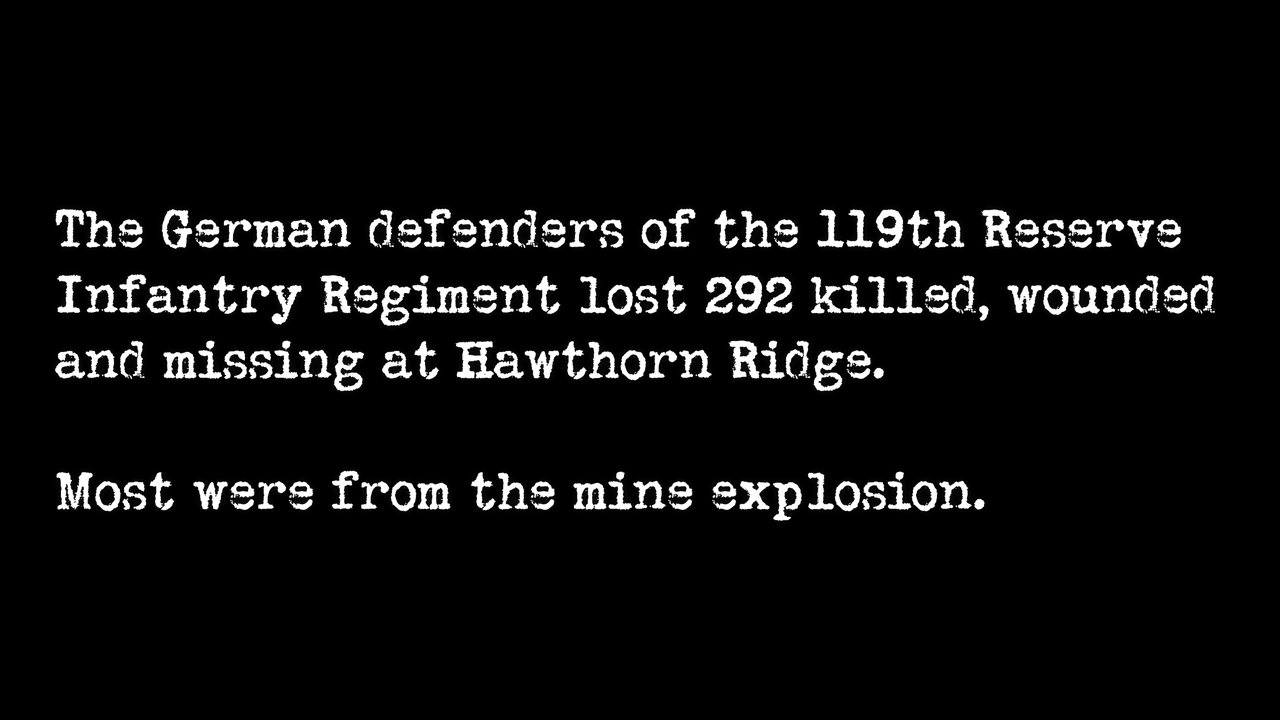 The German defenders of the 119th Reserve
Infantry Regiment lost 292 killed, wounded
and missing at Hawthorn Ridge.
Most were from the mine explosion.